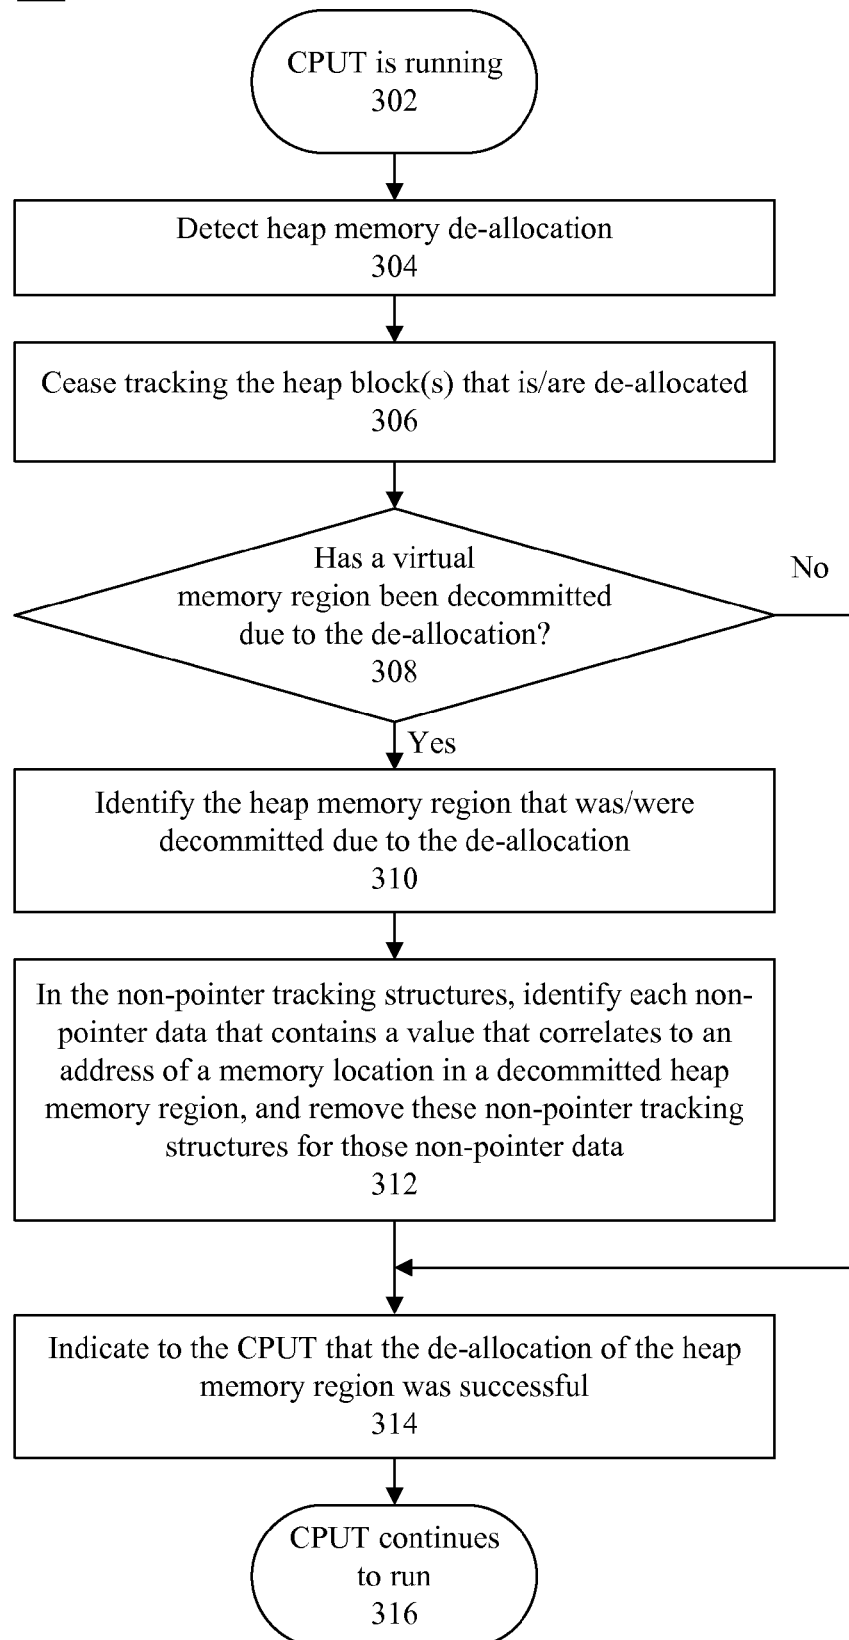 CPUT is running
302
Detect heap memory de-allocation
304
Cease tracking the heap block(s) that is/are de-allocated
306
Has a virtual
memory region been decommitted
due to the de-allocation?
308
No
Yes
Identify the heap memory region that was/were
decommitted due to the de-allocation
310
In the non-pointer tracking structures, identify each non-
pointer data that contains a value that correlates to an
address of a memory location in a decommitted heap
memory region, and remove these non-pointer tracking
structures for those non-pointer data
312
Indicate to the CPUT that the de-allocation of the heap
memory region was successful
314
CPUT continues
to run
316